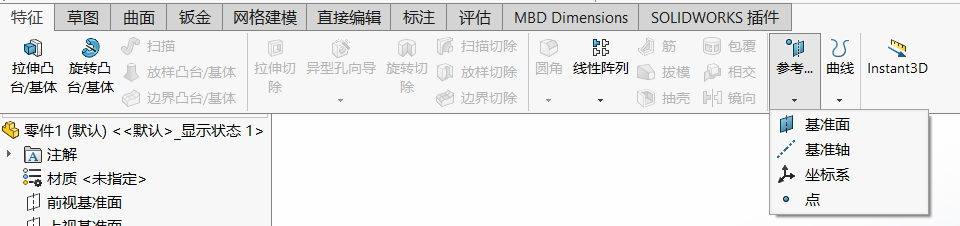 特征 草图 曲面 钣金 网格建模 直接编辑 标注 评估 MBD Dimensions SOLIDWORKS 插件
拉伸凸台/基体 旋转凸台/基体 扫描 放样凸台/基体 边界凸台/基体
拉伸切除 异型孔向导 旋转切除 扫描切除 放样切割 边界切除
圆角 线性阵列 筋 拔模 抽壳 包覆 相交 镜向
参考... 曲线 Instant3D
基准面
基准轴
坐标系
点
零件1 (默认) <<默认>_显示状态 1>
注解
材质 <未指定>
前视基准面
上视基准面